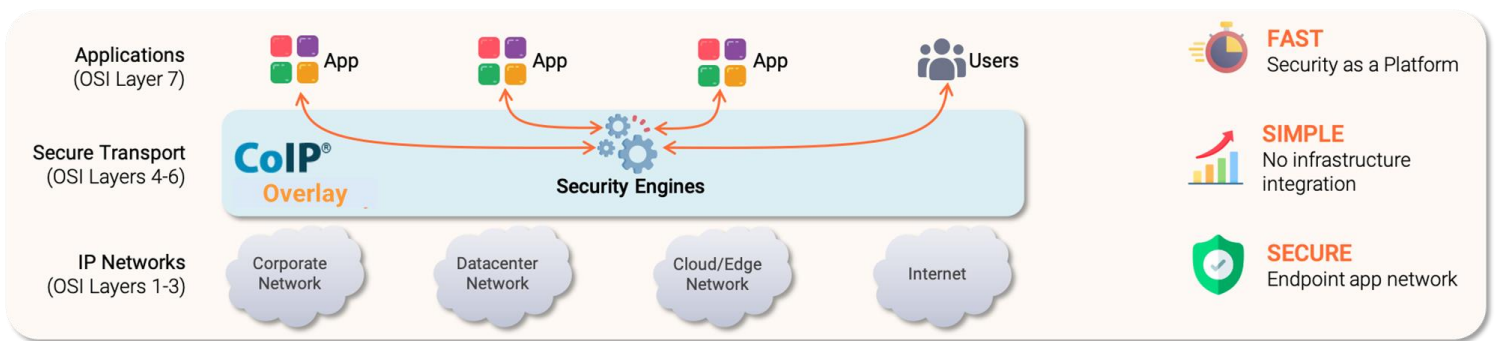 Applications
(OSI Layer 7)
App
App
App
Users
Secure Transport
(OSI Layers 4-6)
CoIP®
Overlay
Security Engines
IP Networks
(OSI Layers 1-3)
Corporate
Network
Datacenter
Network
Cloud/Edge
Network
Internet
FAST
Security as a Platform
SIMPLE
No infrastructure
integration
SECURE
Endpoint app network